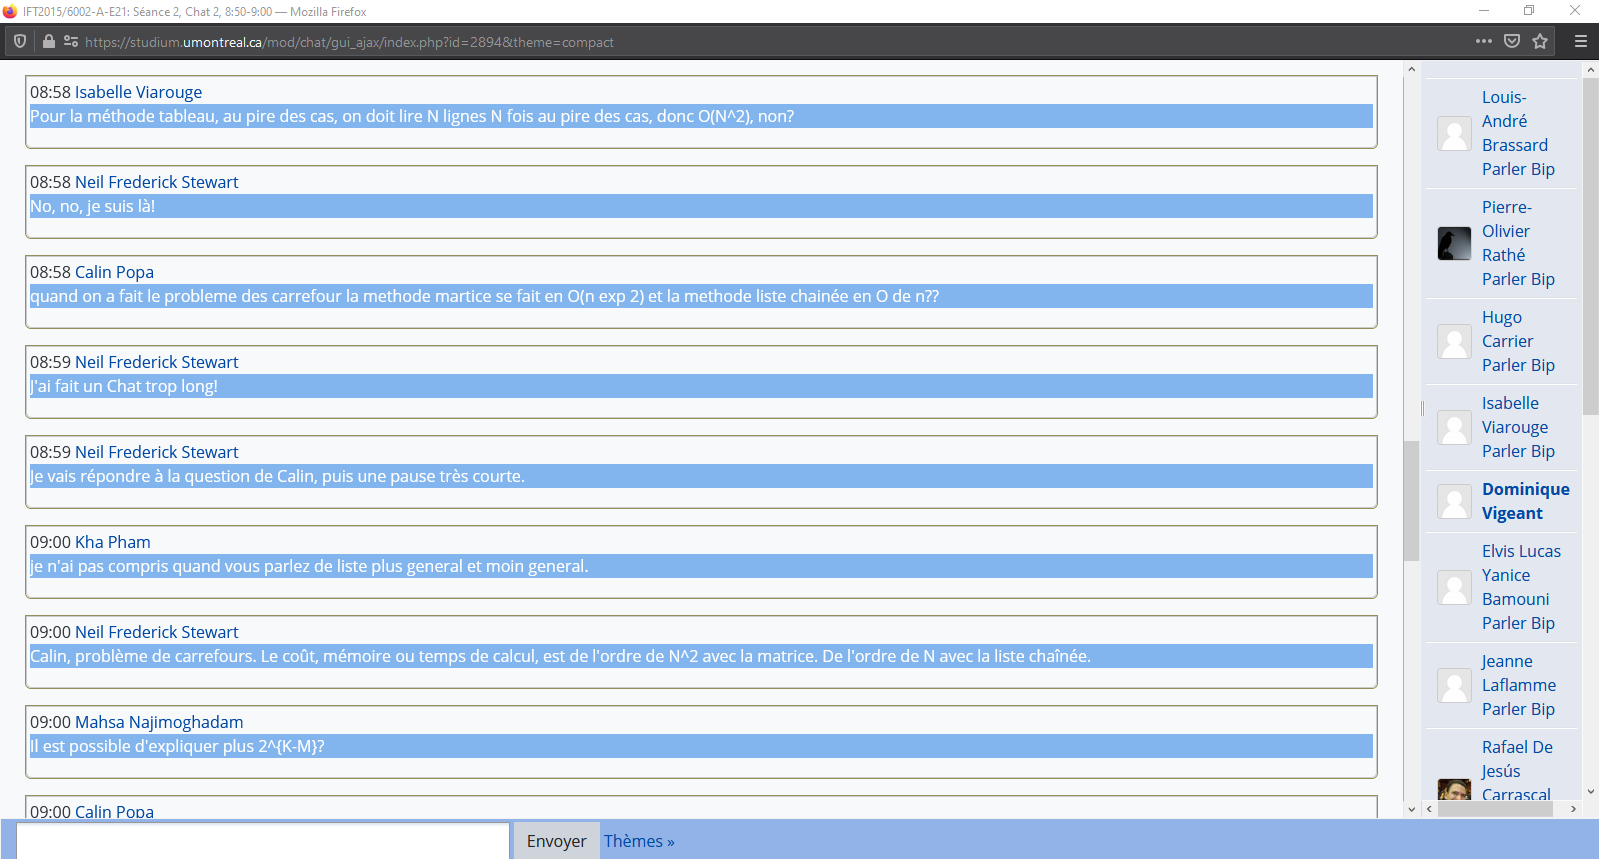 IFT2015/6002-A-E21: Séance 2, Chat 2, 8:50-9:00 — Mozilla Firefox
https://studium.umontreal.ca/mod/chat/gui_ajax/index.php?id=2894&theme=compact
08:58 Isabelle Viarouge
Pour la méthode tableau, au pire des cas, on doit lire N lignes N fois au pire des cas, donc O(N^2), non?
08:58 Neil Frederick Stewart
No, no, je suis là!
08:58 Calin Popa
quand on a fait le probleme des carrefour la methode martice se fait en O(n exp 2) et la methode liste chainée en O de n??
08:59 Neil Frederick Stewart
J'ai fait un Chat trop long!
08:59 Neil Frederick Stewart
Je vais répondre à la question de Calin, puis une pause très courte.
09:00 Kha Pham
je n'ai pas compris quand vous parlez de liste plus general et moin general.
09:00 Neil Frederick Stewart
Calin, problème de carrefours. Le coût, mémoire ou temps de calcul, est de l'ordre de N^2 avec la matrice. De l'ordre de N avec la liste chaînée.
09:00 Mahsa Najimoghadam
Il est possible d'expliquer plus 2^{K-M}?
09:00 Calin Popa
Louis-
André
Brassard
Parler Bip
Pierre-
Olivier
Rathé
Parler Bip
Hugo
Carrier
Parler Bip
Isabelle
Viarouge
Parler Bip
Dominique
Vigeant
Elvis Lucas
Yanice
Bamouni
Parler Bip
Jeanne
Laflamme
Parler Bip
Rafael De
Jesús
Carrascal
Envoyer
Thèmes »